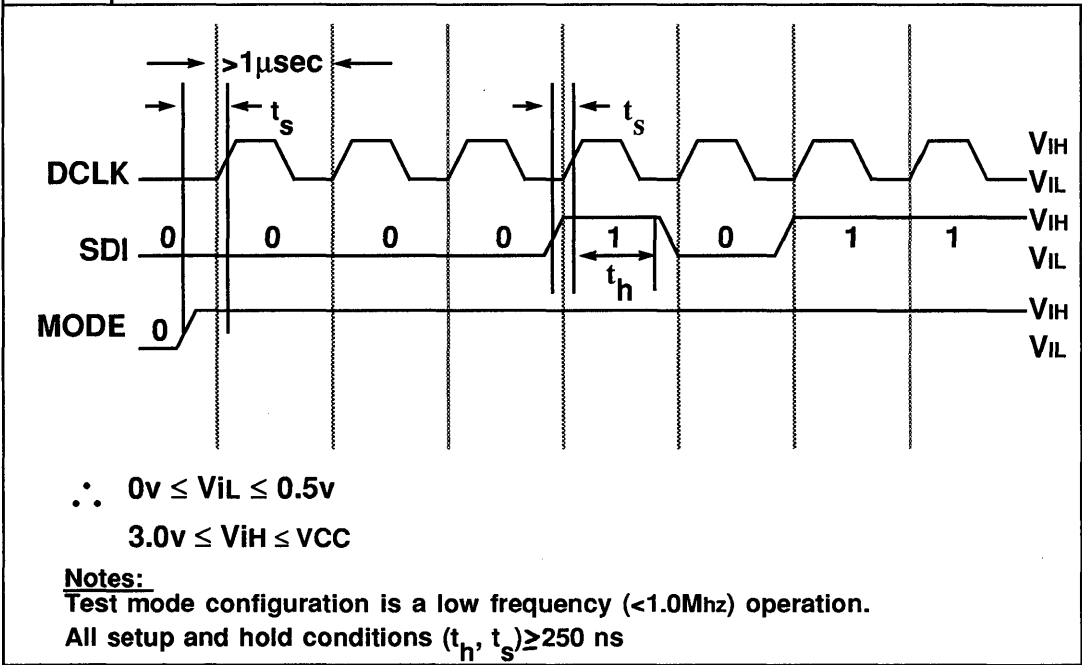 >1µsec
ts ts
DCLK VIH
VIL
SDI 0 0 0 0 1 0 1 1 VIH
VIL
th
MODE 0 VIH
VIL
∴ 0v ≤ ViL ≤ 0.5v
3.0v ≤ ViH ≤ VCC
Notes:
Test mode configuration is a low frequency (<1.0Mhz) operation.
All setup and hold conditions (th, ts)≥250 ns